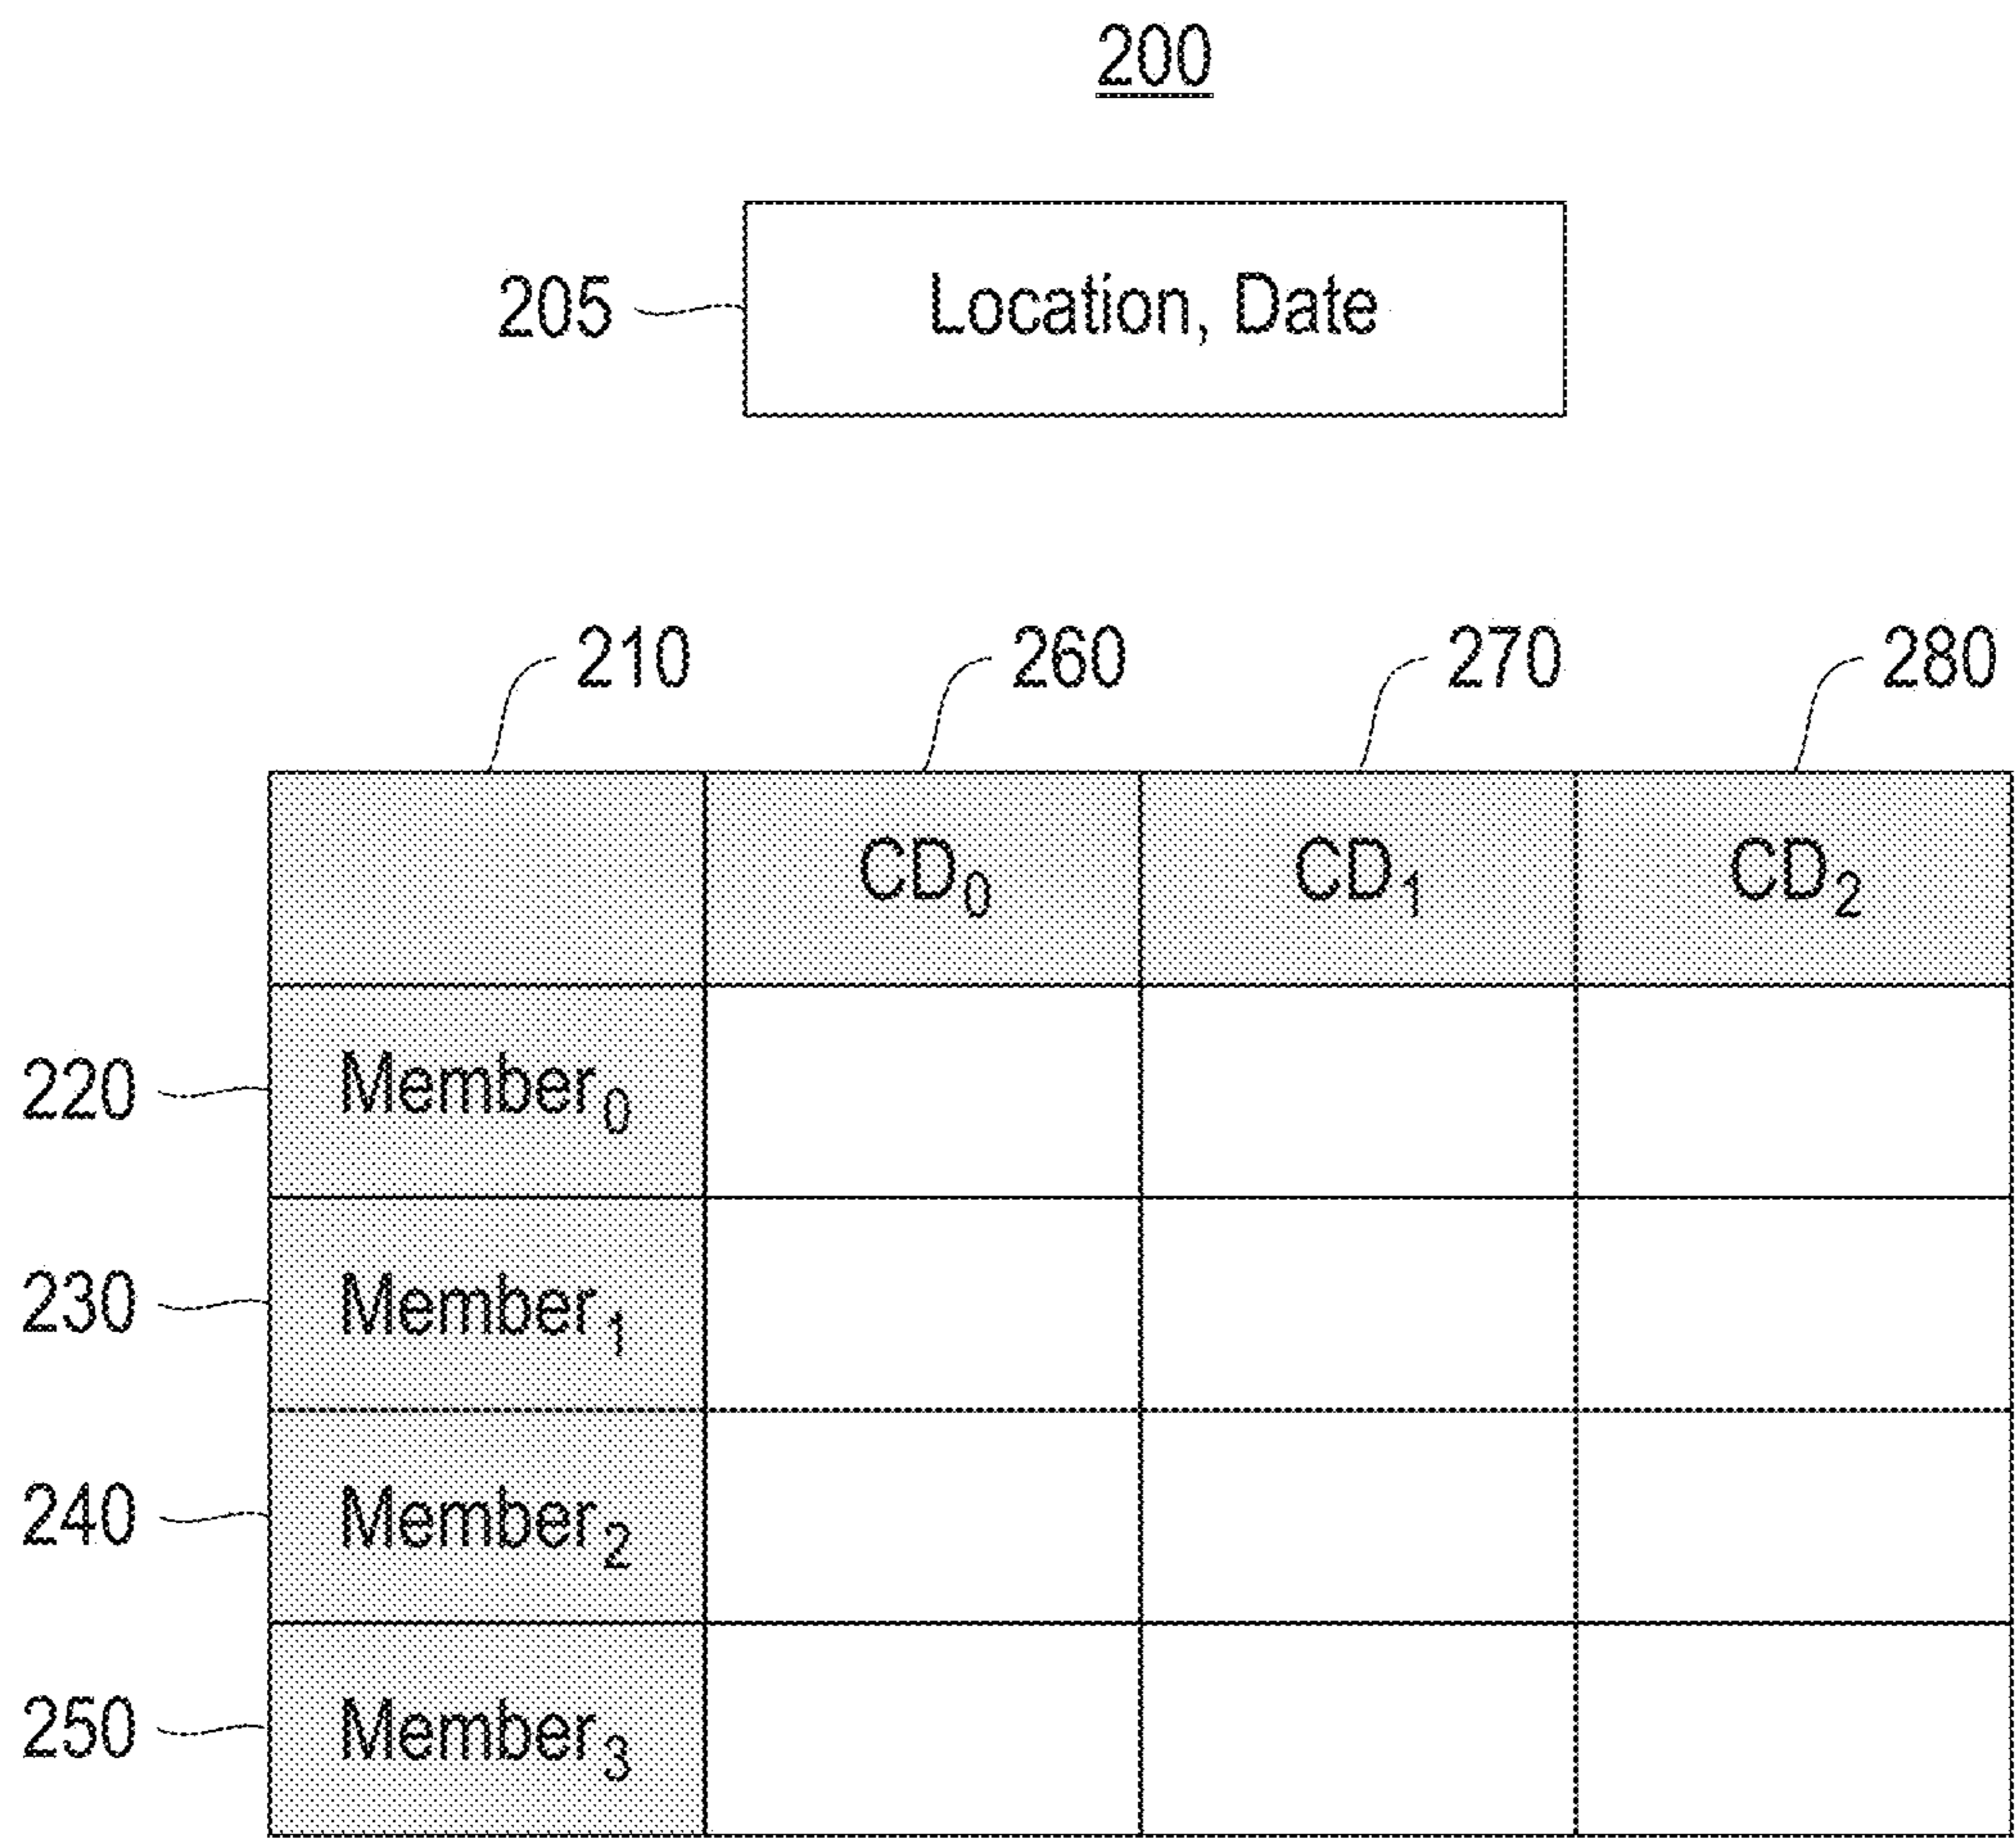 200
205 Location, Date
210 260 270 280
CD₀ CD₁ CD₂
220 Member₀
230 Member₁
240 Member₂
250 Member₃